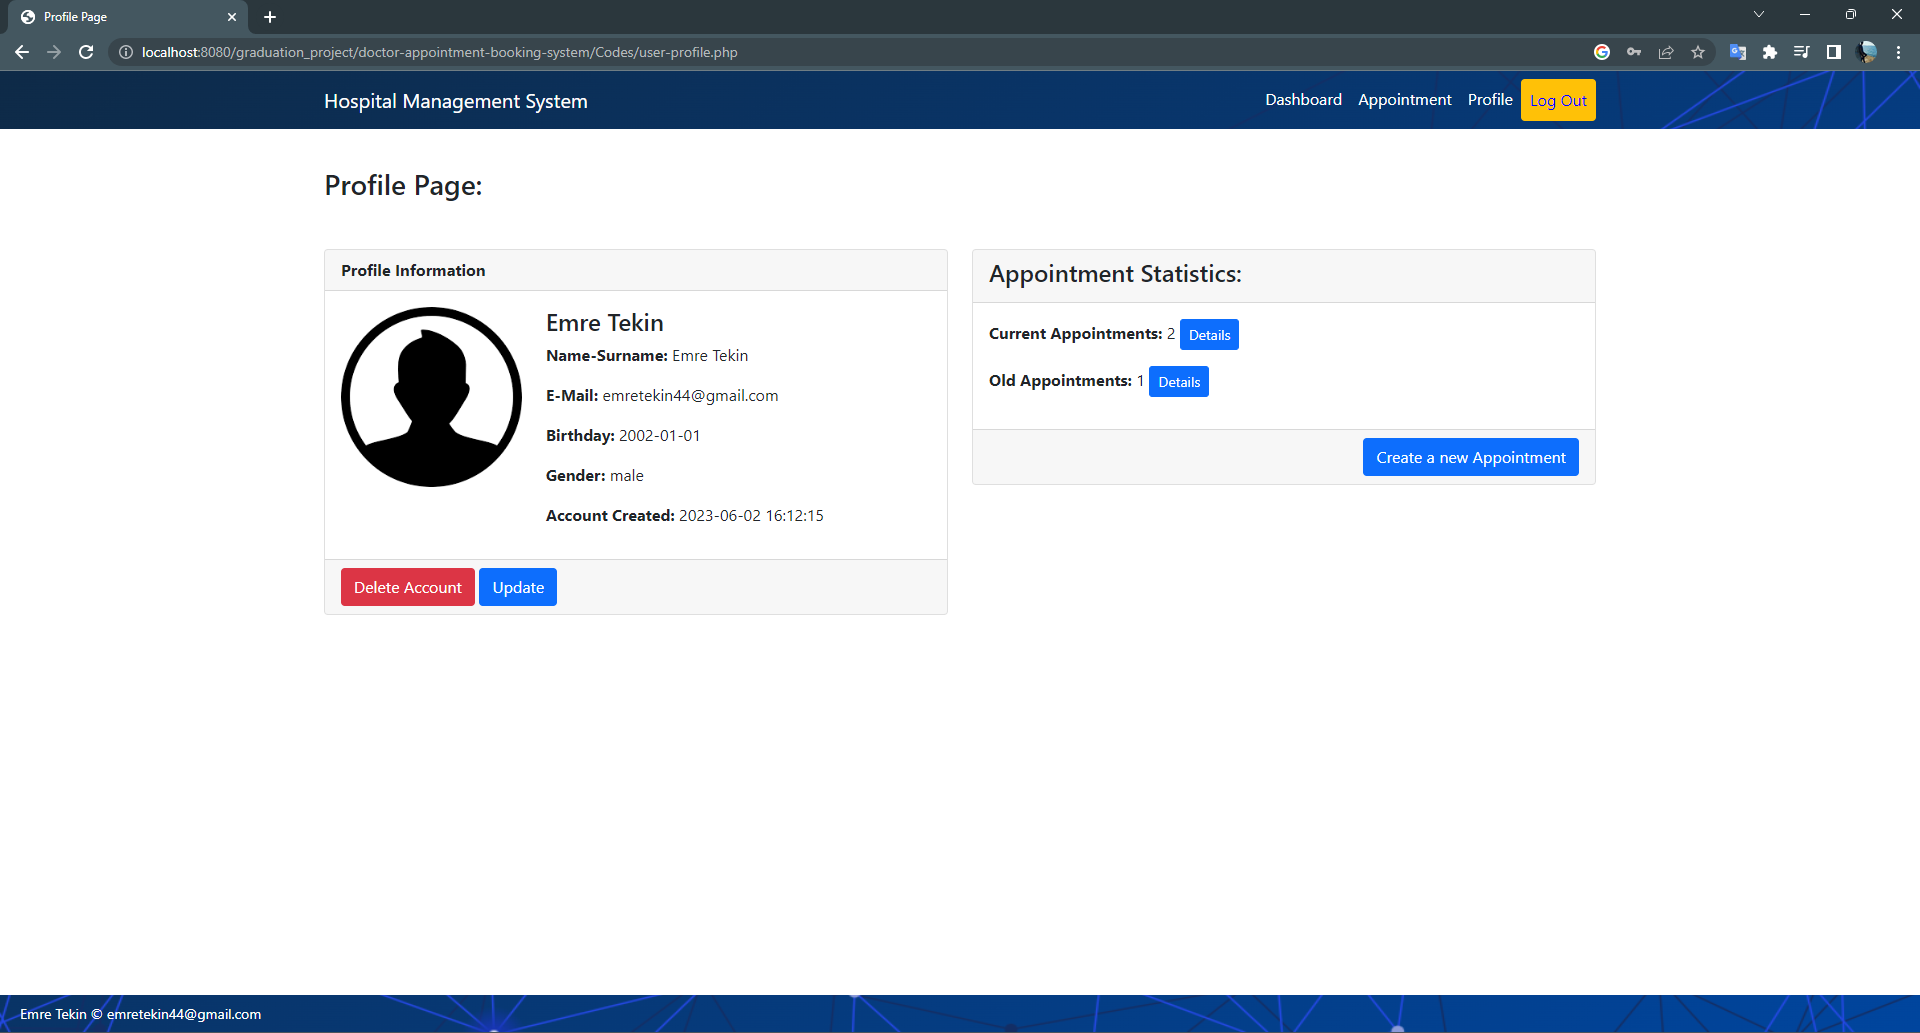 Profile Page
localhost:8080/graduation_project/doctor-appointment-booking-system/Codes/user-profile.php
Hospital Management System
Dashboard Appointment Profile Log Out
Profile Page:
Profile Information
Emre Tekin
Name-Surname: Emre Tekin
E-Mail: emretekin44@gmail.com
Birthday: 2002-01-01
Gender: male
Account Created: 2023-06-02 16:12:15
Delete Account Update
Appointment Statistics:
Current Appointments: 2 Details
Old Appointments: 1 Details
Create a new Appointment
Emre Tekin © emretekin44@gmail.com